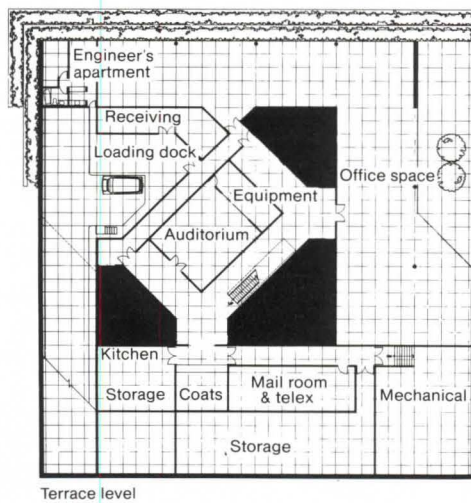 Engineer's
apartment
Receiving
Loading dock
Office space
Equipment
Auditorium
Kitchen
Storage
Coats
Mail room
& telex
Mechanical
Storage
Terrace level